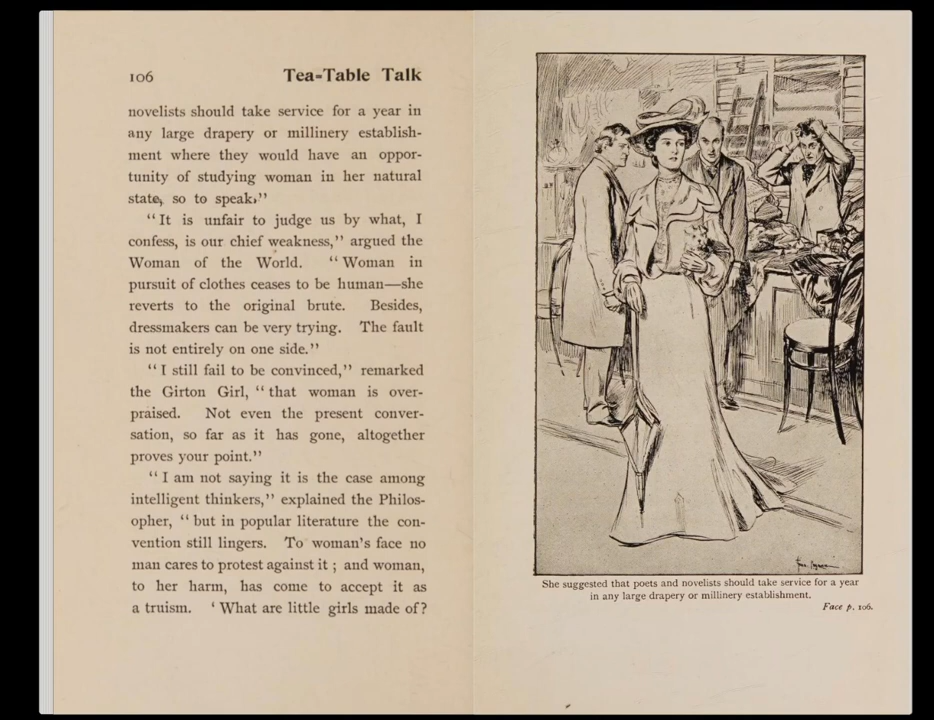 106
Tea-Table Talk
novelists should take service for a year in
any large drapery or millinery establish-
ment where they would have an oppor-
tunity of studying woman in her natural
state, so to speak."
"It is unfair to judge us by what, I
confess, is our chief weakness," argued the
Woman of the World. "Woman in
pursuit of clothes ceases to be human—she
reverts to the original brute. Besides,
dressmakers can be very trying. The fault
is not entirely on one side."
"I still fail to be convinced," remarked
the Girton Girl, "that woman is over-
praised. Not even the present conver-
sation, so far as it has gone, altogether
proves your point."
"I am not saying it is the case among
intelligent thinkers," explained the Philos-
opher, "but in popular literature the con-
vention still lingers. To woman's face no
man cares to protest against it; and woman,
to her harm, has come to accept it as
a truism. 'What are little girls made of?
She suggested that poets and novelists should take service for a year
in any large drapery or millinery establishment.
Face p. 106.